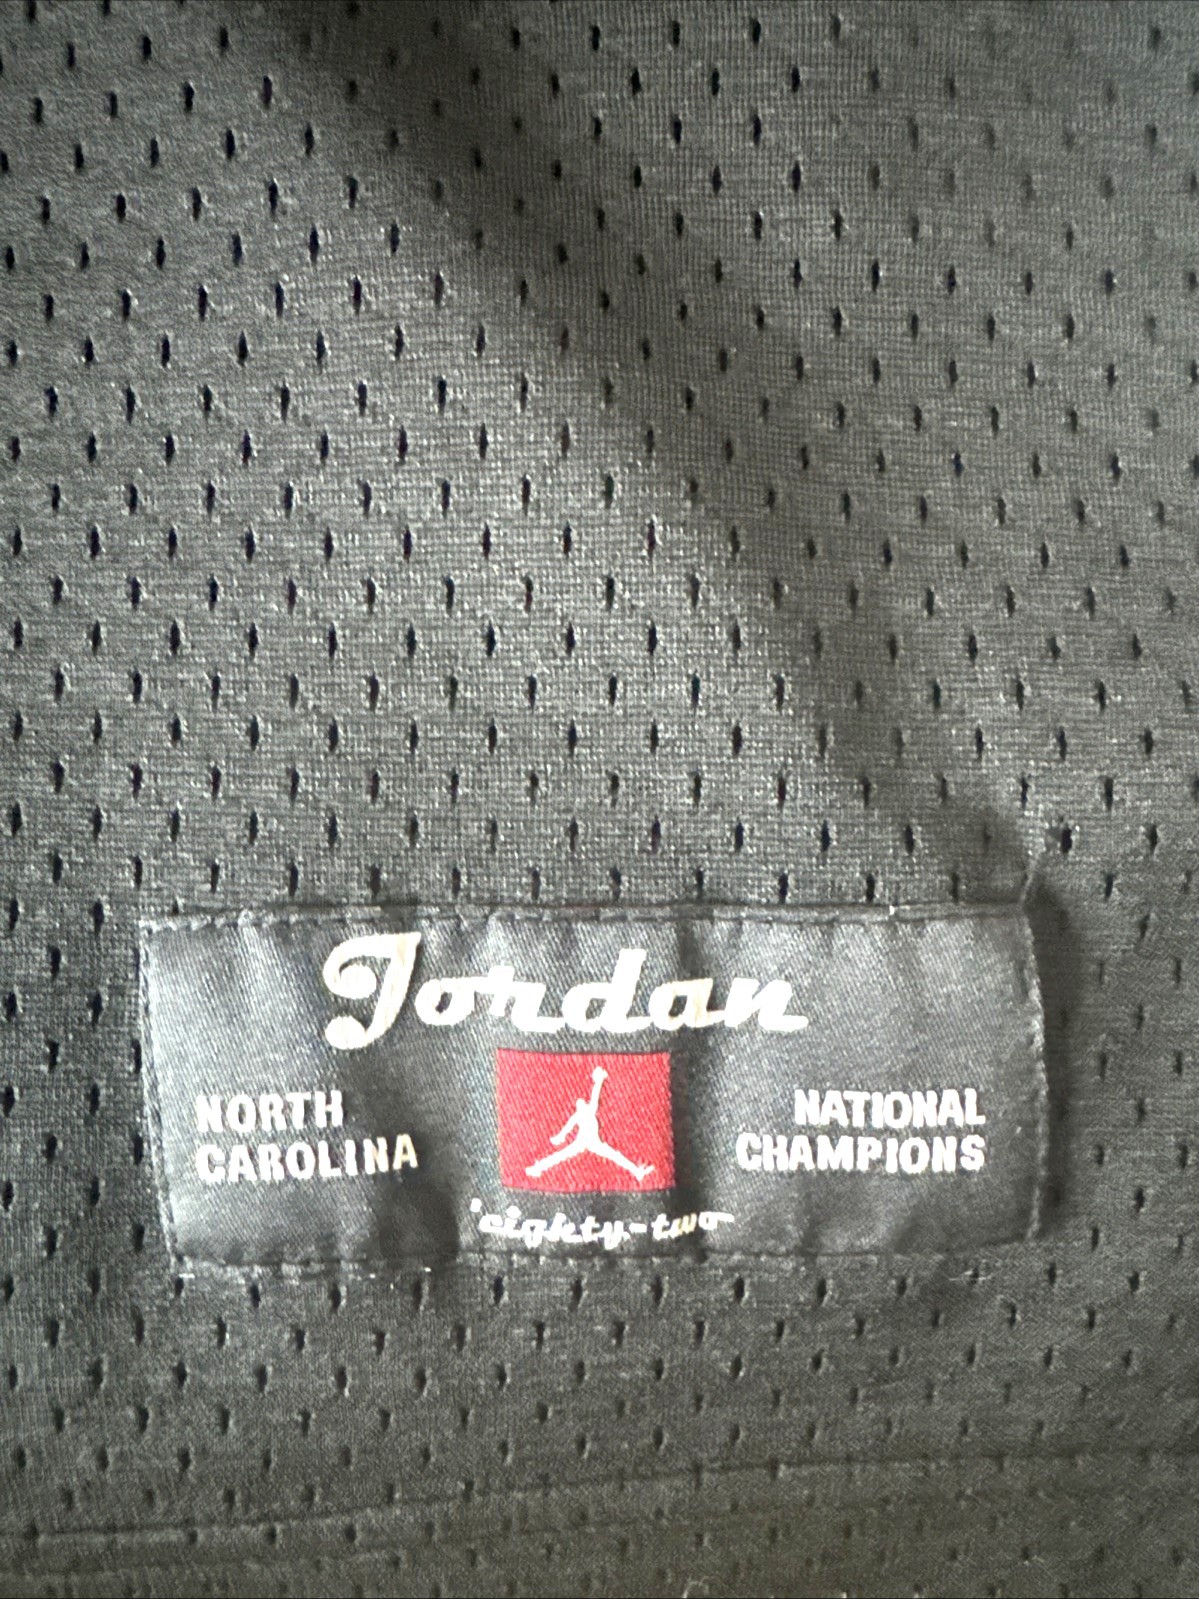 Jordan
NORTH
CAROLINA
NATIONAL
CHAMPIONS
'eighty-two